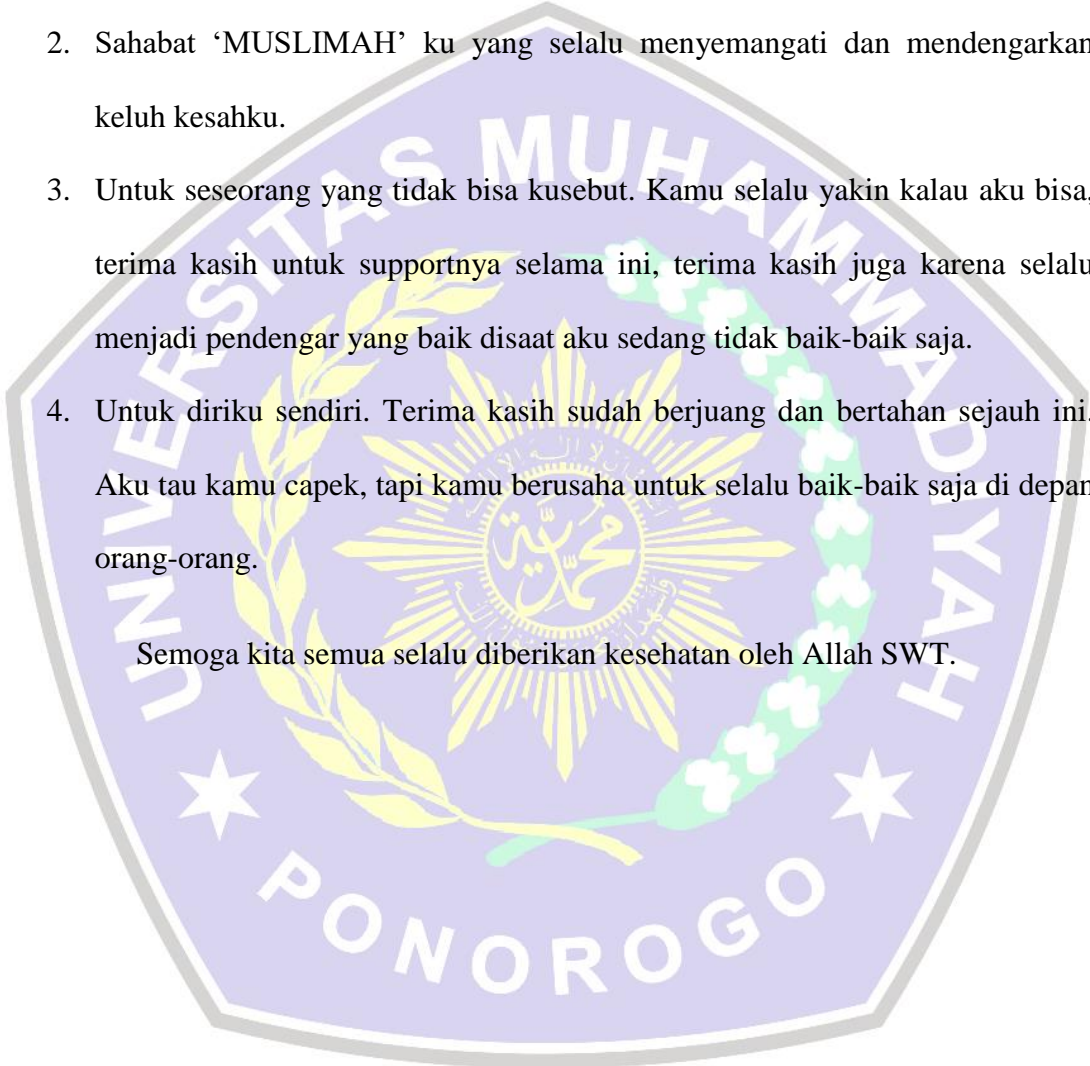 2. Sahabat ‘MUSLIMAH’ ku yang selalu menyemangati dan mendengarkan
keluh kesahku.
3. Untuk seseorang yang tidak bisa kusebut. Kamu selalu yakin kalau aku bisa,
terima kasih untuk supportnya selama ini, terima kasih juga karena selalu
menjadi pendengar yang baik disaat aku sedang tidak baik-baik saja.
4. Untuk diriku sendiri. Terima kasih sudah berjuang dan bertahan sejauh ini.
Aku tau kamu capek, tapi kamu berusaha untuk selalu baik-baik saja di depan
orang-orang.
Semoga kita semua selalu diberikan kesehatan oleh Allah SWT.
UNIVERSITAS MUHAMMADIYAH
PONOROGO
محمدية